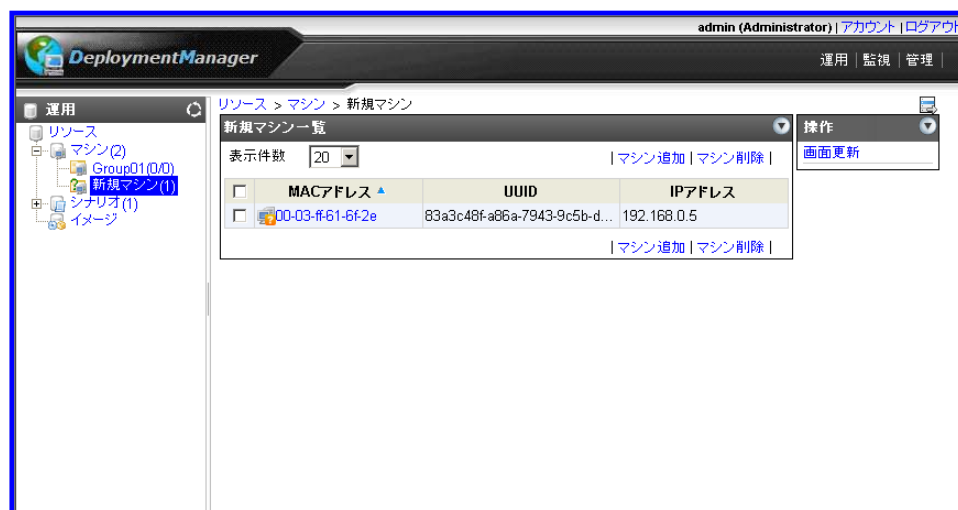 admin (Administrator) | アカウント | ログアウト
DeploymentManager
運用 | 監視 | 管理 |
運用
リソース
マシン(2)
Group01(0/0)
新規マシン(1)
シナリオ(1)
イメージ
リソース > マシン > 新規マシン
新規マシン一覧
表示件数 20
| マシン追加 | マシン削除 |
MACアドレス UUID IPアドレス
00-03-ff-61-6f-2e 83a3c48f-a86a-7943-9c5b-d... 192.168.0.5
| マシン追加 | マシン削除 |
操作
画面更新